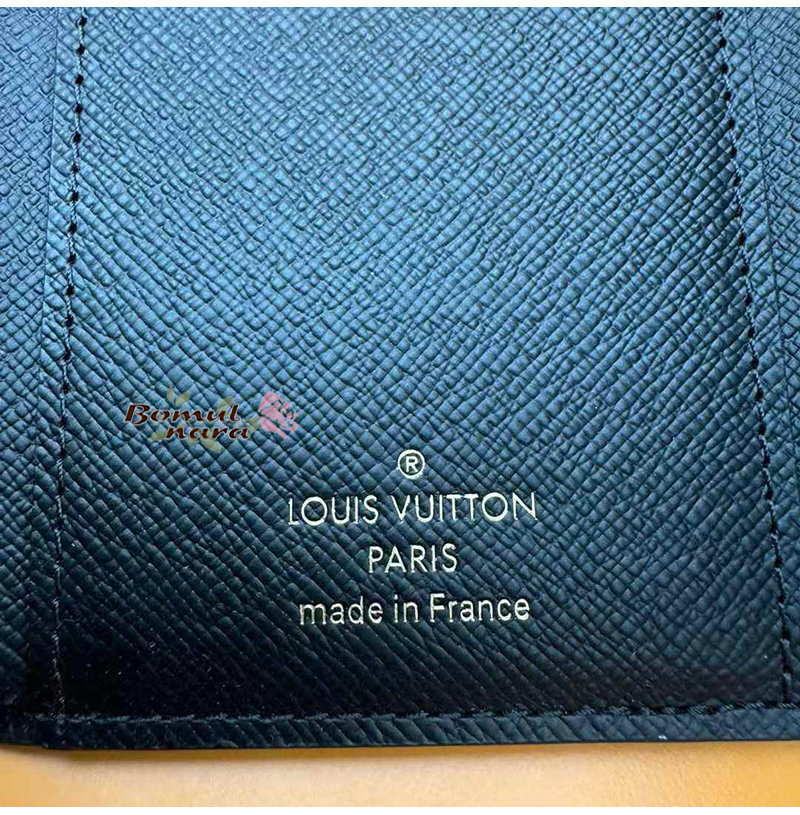 Bomul
nara
®
LOUIS VUITTON
PARIS
made in France